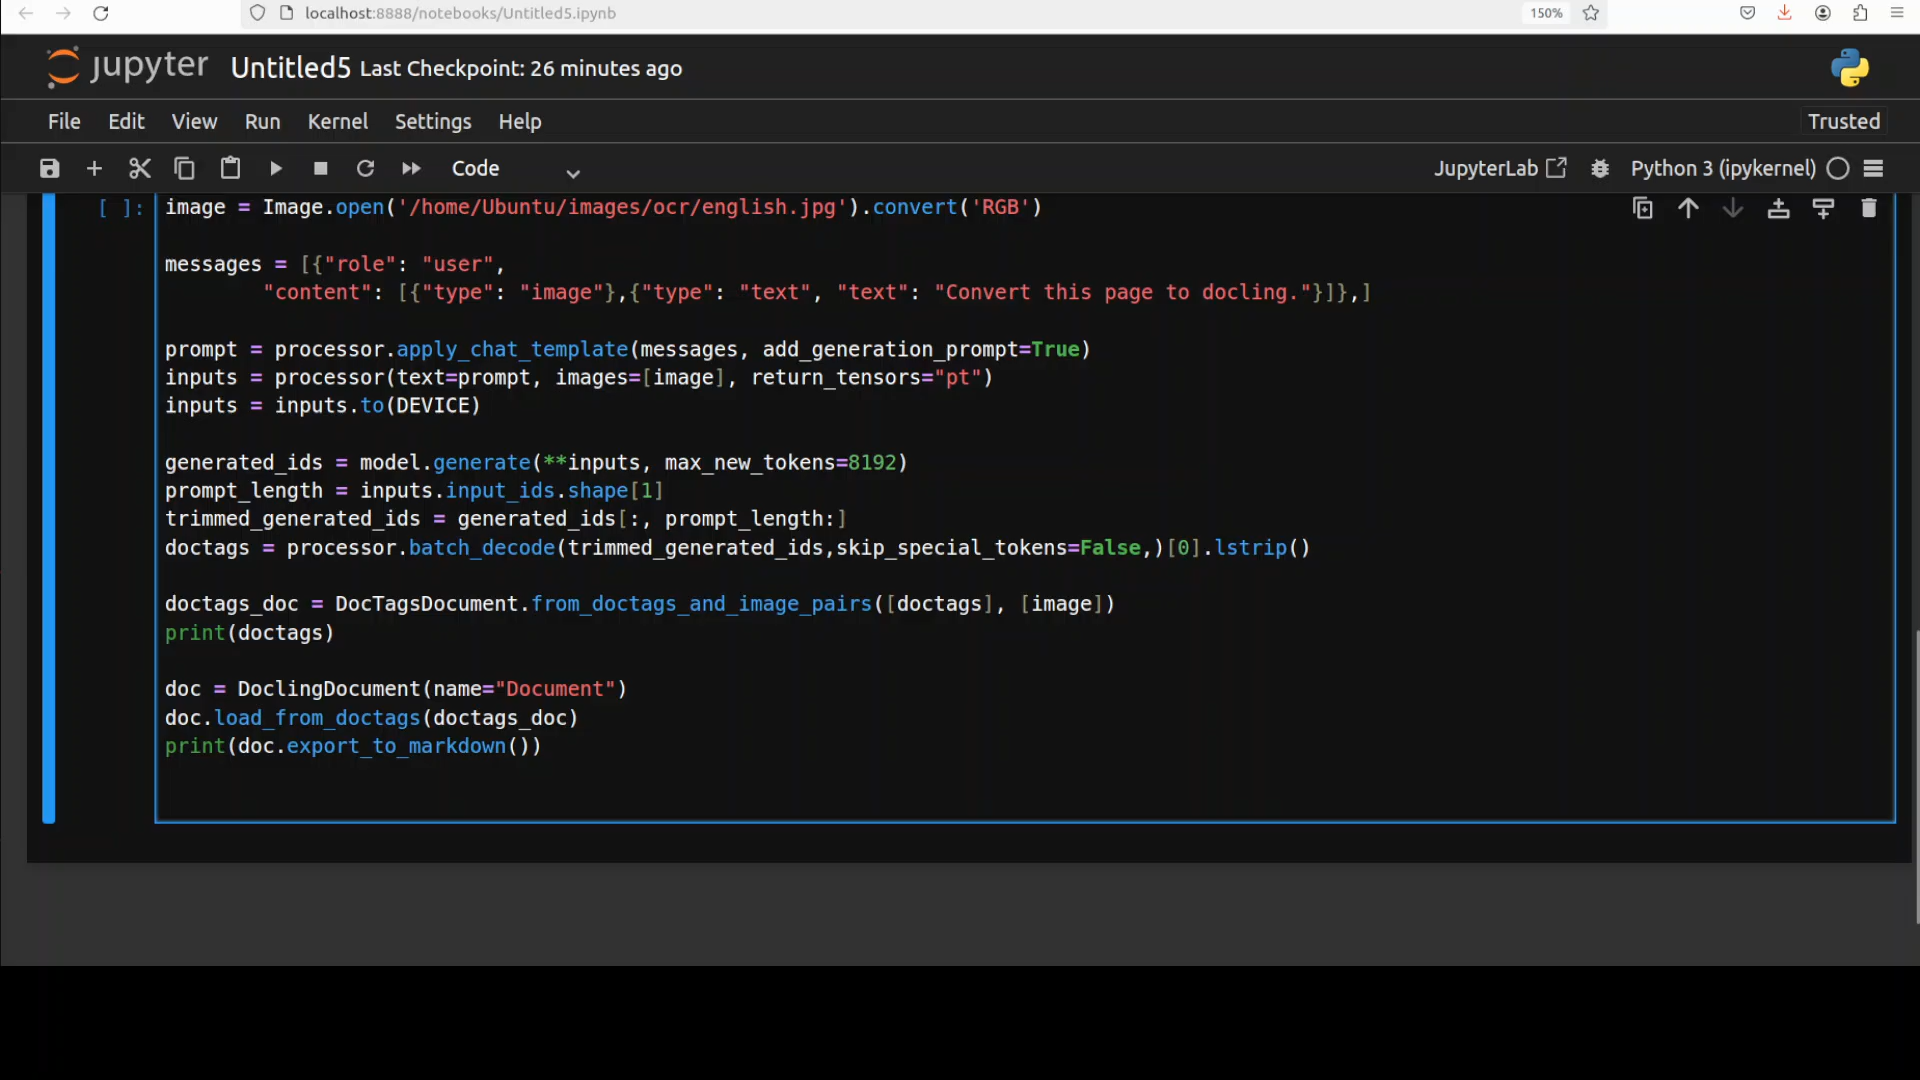 localhost:8888/notebooks/Untitled5.ipynb
150%
jupyter Untitled5 Last Checkpoint: 26 minutes ago
File Edit View Run Kernel Settings Help
Trusted
Code
JupyterLab
Python 3 (ipykernel)
[ ]: image = Image.open('/home/Ubuntu/images/ocr/english.jpg').convert('RGB')
messages = [{"role": "user",
"content": [{"type": "image"},{"type": "text", "text": "Convert this page to docling."}]},]
prompt = processor.apply_chat_template(messages, add_generation_prompt=True)
inputs = processor(text=prompt, images=[image], return_tensors="pt")
inputs = inputs.to(DEVICE)
generated_ids = model.generate(**inputs, max_new_tokens=8192)
prompt_length = inputs.input_ids.shape[1]
trimmed_generated_ids = generated_ids[:, prompt_length:]
doctags = processor.batch_decode(trimmed_generated_ids,skip_special_tokens=False,)[0].lstrip()
doctags_doc = DocTagsDocument.from_doctags_and_image_pairs([doctags], [image])
print(doctags)
doc = DoclingDocument(name="Document")
doc.load_from_doctags(doctags_doc)
print(doc.export_to_markdown())